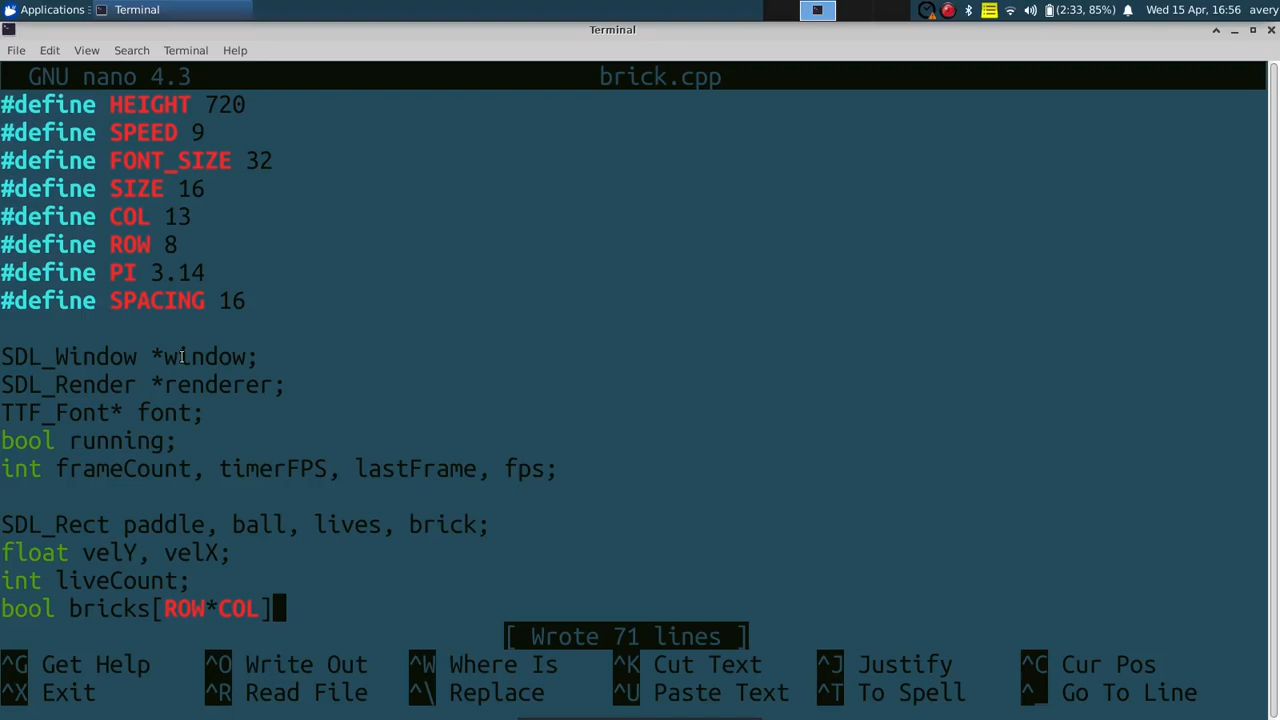 Applications
Terminal
(2:33, 85%)
Wed 15 Apr, 16:56
avery
Terminal
File Edit View Search Terminal Help
GNU nano 4.3 brick.cpp
#define HEIGHT 720
#define SPEED 9
#define FONT_SIZE 32
#define SIZE 16
#define COL 13
#define ROW 8
#define PI 3.14
#define SPACING 16
SDL_Window *window;
SDL_Render *renderer;
TTF_Font* font;
bool running;
int frameCount, timerFPS, lastFrame, fps;
SDL_Rect paddle, ball, lives, brick;
float velY, velX;
int liveCount;
bool bricks[ROW*COL]
[ Wrote 71 lines ]
^G Get Help ^O Write Out ^W Where Is ^K Cut Text ^J Justify ^C Cur Pos
^X Exit ^R Read File ^\ Replace ^U Paste Text ^T To Spell ^_ Go To Line